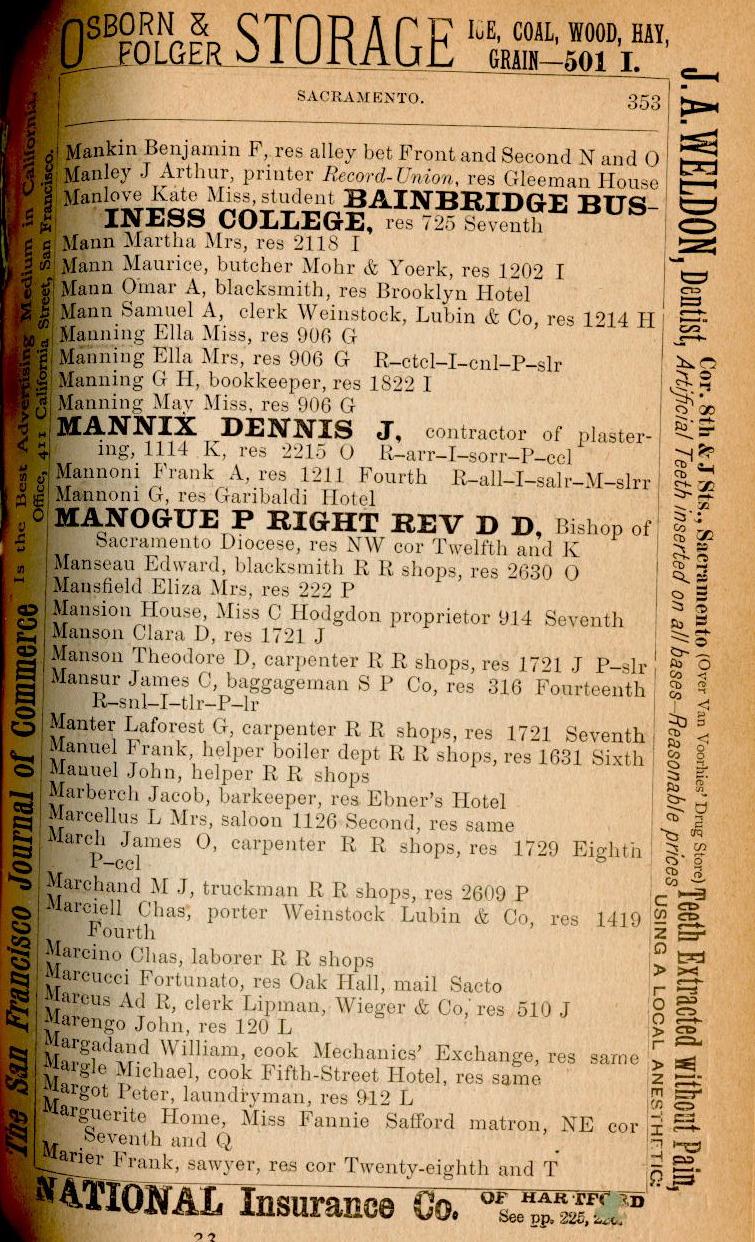 OSBORN & FOLGER STORAGE ICE, COAL, WOOD, HAY, GRAIN—501 I.
SACRAMENTO. 353
Mankin Benjamin F, res alley bet Front and Second N and O
Manley J Arthur, printer Record-Union, res Gleeman House
Manlove Kate Miss, student BAINBRIDGE BUS-
INESS COLLEGE, res 725 Seventh
Mann Martha Mrs, res 2118 I
Mann Maurice, butcher Mohr & Yoerk, res 1202 I
Mann Omar A, blacksmith, res Brooklyn Hotel
Mann Samuel A, clerk Weinstock, Lubin & Co, res 1214 H
Manning Ella Miss, res 906 G
Manning Ella Mrs, res 906 G R–ctcl–I–cnl–P–slr
Manning G H, bookkeeper, res 1822 I
Manning May Miss, res 906 G
MANNIX DENNIS J, contractor of plaster-
ing, 1114 K, res 2215 O R–arr–I–sorr–P–ccl
Mannoni Frank A, res 1211 Fourth R–all–I–salr–M–slrr
Mannoni G, res Garibaldi Hotel
MANOGUE P RIGHT REV D D, Bishop of
Sacramento Diocese, res NW cor Twelfth and K
Manseau Edward, blacksmith R R shops, res 2630 O
Mansfield Eliza Mrs, res 222 P
Mansion House, Miss C Hodgdon proprietor 914 Seventh
Manson Clara D, res 1721 J
Manson Theodore D, carpenter R R shops, res 1721 J P–slr
Mansur James C, baggageman S P Co, res 316 Fourteenth
R–snl–I–tlr–P–lr
Manter Laforest G, carpenter R R shops, res 1721 Seventh
Manuel Frank, helper boiler dept R R shops, res 1631 Sixth
Manuel John, helper R R shops
Marberch Jacob, barkeeper, res Ebner's Hotel
Marcellus L Mrs, saloon 1126 Second, res same
March James O, carpenter R R shops, res 1729 Eighth
P–ccl
Marchand M J, truckman R R shops, res 2609 P
Marciell Chas, porter Weinstock Lubin & Co, res 1419
Fourth
Marcino Chas, laborer R R shops
Marcucci Fortunato, res Oak Hall, mail Sacto
Marcus Ad R, clerk Lipman, Wieger & Co, res 510 J
Marengo John, res 120 L
Margadand William, cook Mechanics' Exchange, res same
Margle Michael, cook Fifth-Street Hotel, res same
Margot Peter, laundryman, res 912 L
Marguerite Home, Miss Fannie Safford matron, NE cor
Seventh and Q
Marier Frank, sawyer, res cor Twenty-eighth and T
NATIONAL Insurance Co. OF HARTFORD
See pp. 225,
23
The San Francisco Journal of Commerce Is the Best Advertising Medium in California.
Office, 411 California Street, San Francisco.
J. A. WELDON, Dentist, Cor. 8th & J Sts., Sacramento (Over Van Voorhies' Drug Store) Teeth Extracted without Pain,
Artificial Teeth inserted on all bases—Reasonable prices USING A LOCAL ANESTHETIC.